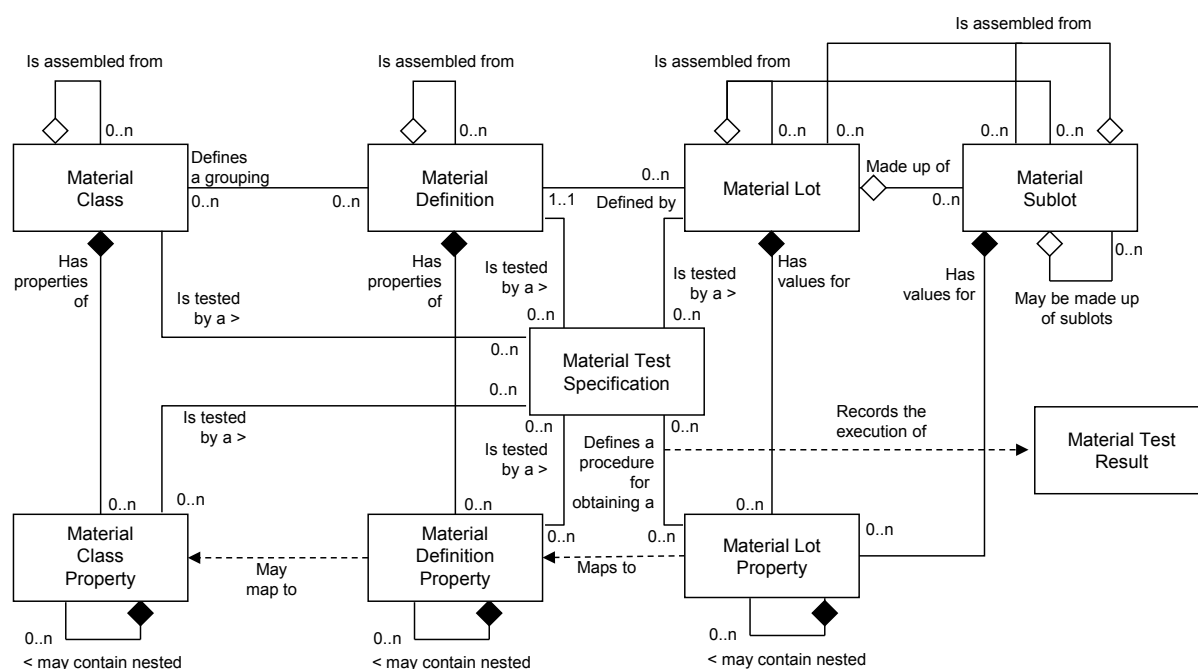 Is assembled from
Is assembled from
Is assembled from
Is assembled from
0..n
0..n
0..n
0..n
0..n
0..n
Material
Class
Defines
a grouping
0..n
0..n
Material
Definition
0..n
1..1
Defined by
Material Lot
Made up of
0..n
Material
Sublot
Has
properties
of
Is tested
by a >
Has
properties
of
Is tested
by a >
0..n
Is tested
by a >
0..n
Has
values for
Has
values for
0..n
May be made up
of sublots
0..n
Material Test
Specification
0..n
Is tested
by a >
0..n
Is tested
by a >
0..n
Defines a
procedure
for
obtaining a
Records the
execution of
Material Test
Result
0..n
0..n
0..n
0..n
0..n
0..n
0..n
Material
Class
Property
May
map to
Material
Definition
Property
Maps to
Material Lot
Property
0..n
0..n
0..n
< may contain nested
< may contain nested
< may contain nested